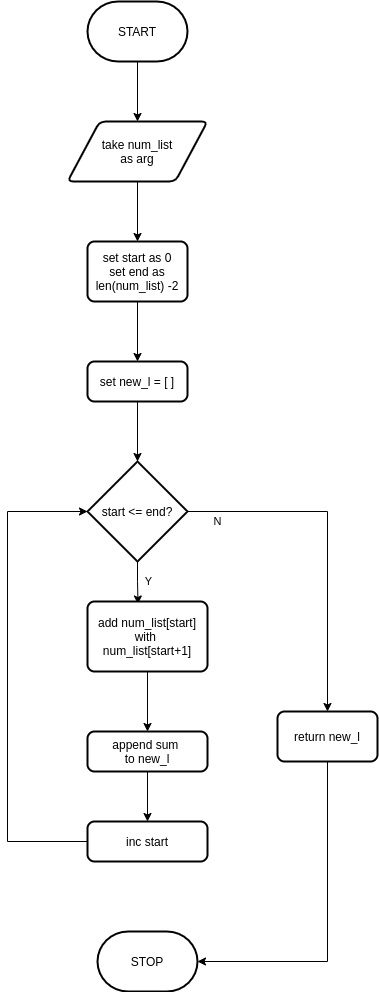 START
take num_list
as arg
set start as 0
set end as
len(num_list) -2
set new_l = [ ]
start <= end?
N
Y
add num_list[start]
with
num_list[start+1]
return new_l
append sum
to new_l
inc start
STOP